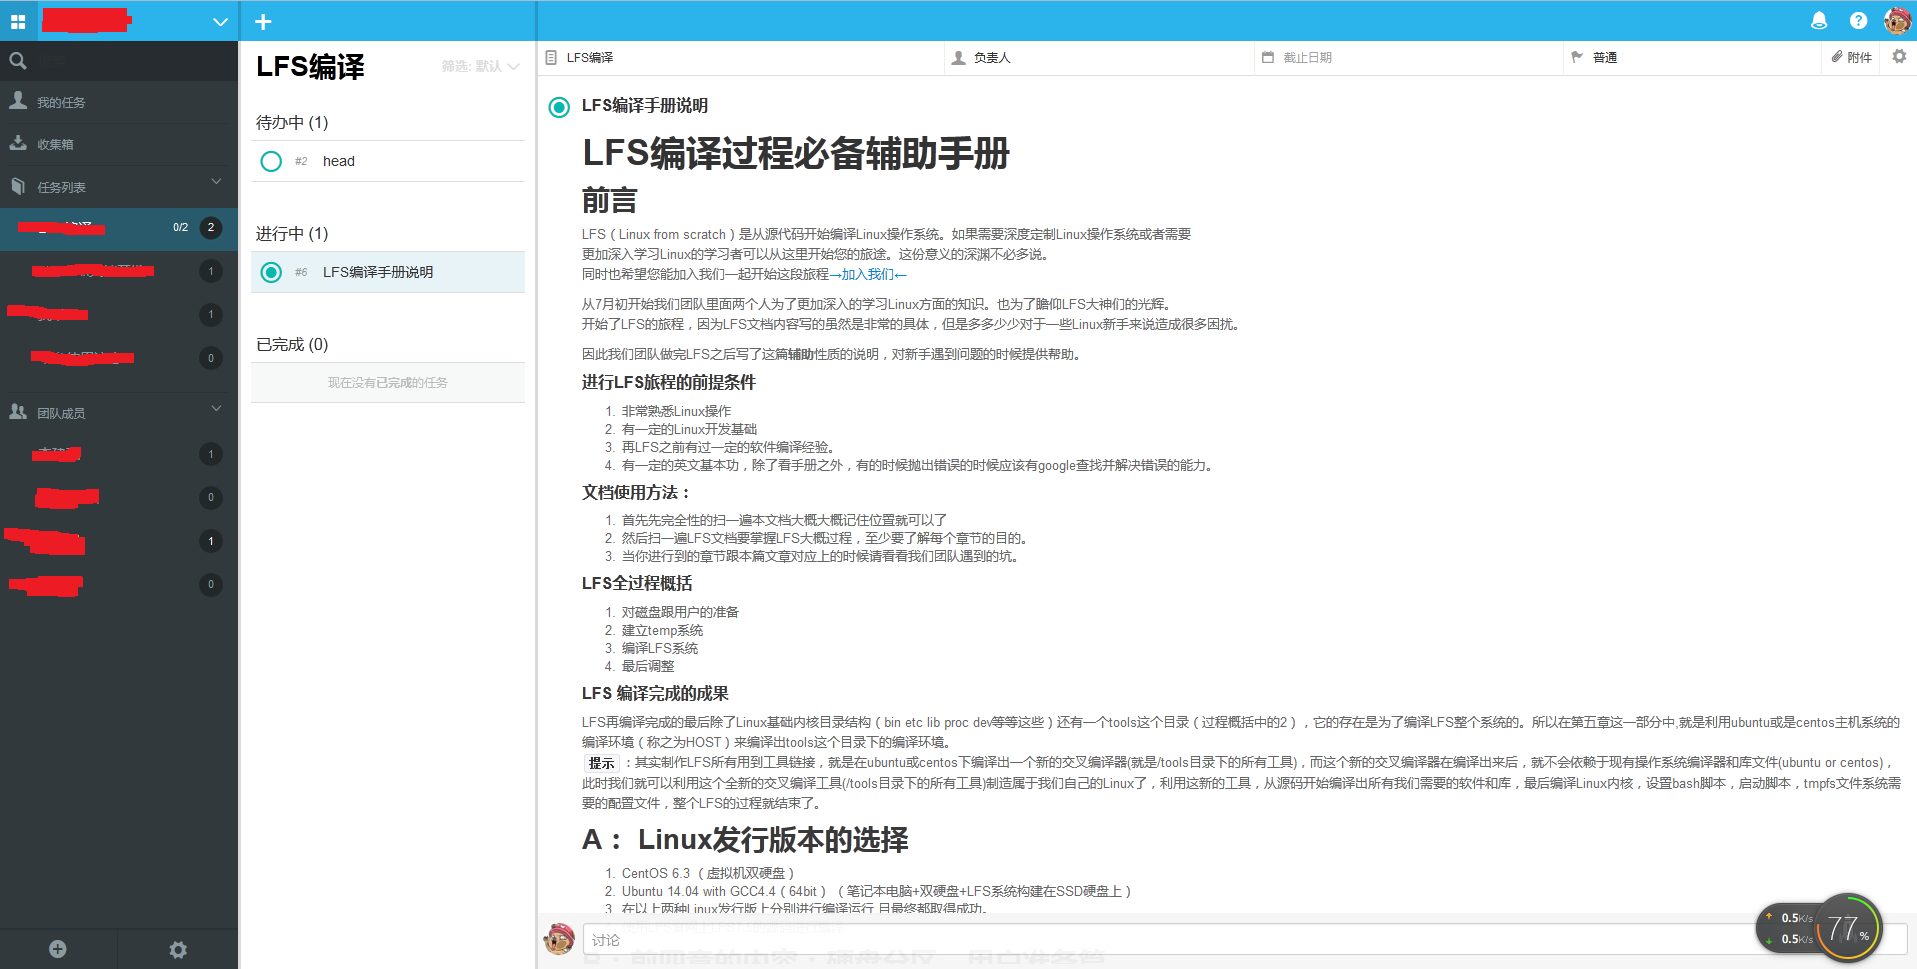 我的任务
收集箱
任务列表
0/2
2
1
1
0
团队成员
1
0
1
0
LFS编译
筛选: 默认
待办中 (1)
#2 head
进行中 (1)
#6 LFS编译手册说明
已完成 (0)
现在没有已完成的任务
LFS编译
负责人
截止日期
普通
附件
LFS编译手册说明
LFS编译过程必备辅助手册
前言
LFS（Linux from scratch）是从源代码开始编译Linux操作系统。如果需要深度定制Linux操作系统或者需要
更加深入学习Linux的学习者可以从这里开始您的旅途。这份意义的深渊不必多说。
同时也希望您能加入我们一起开始这段旅程→加入我们←
从7月初开始我们团队里面两个人为了更加深入的学习Linux方面的知识。也为了瞻仰LFS大神们的光辉。
开始了LFS的旅程，因为LFS文档内容写的虽然是非常的具体，但是多多少少对于一些Linux新手来说造成很多困扰。
因此我们团队做完LFS之后写了这篇辅助性质的说明，对新手遇到问题的时候提供帮助。
进行LFS旅程的前提条件
1. 非常熟悉Linux操作
2. 有一定的Linux开发基础
3. 再LFS之前有过一定的软件编译经验。
4. 有一定的英文基本功，除了看手册之外，有的时候抛出错误的时候应该有google查找并解决错误的能力。
文档使用方法：
1. 首先先完全性的扫一遍本文档大概大概记住位置就可以了
2. 然后扫一遍LFS文档要掌握LFS大概过程，至少要了解每个章节的目的。
3. 当你进行到的章节跟本篇文章对应上的时候请看看我们团队遇到的坑。
LFS全过程概括
1. 对磁盘跟用户的准备
2. 建立temp系统
3. 编译LFS系统
4. 最后调整
LFS 编译完成的成果
LFS再编译完成的最后除了Linux基础内核目录结构（bin etc lib proc dev等等这些）还有一个tools这个目录（过程概括中的2），它的存在是为了编译LFS整个系统的。所以在第五章这一部分中,就是利用ubuntu或是centos主机系统的
编译环境（称之为HOST）来编译出tools这个目录下的编译环境。
提示：其实制作LFS所有用到工具链接，就是在ubuntu或centos下编译出一个新的交叉编译器(就是/tools目录下的所有工具)，而这个新的交叉编译器在编译出来后，就不会依赖于现有操作系统编译器和库文件(ubuntu or centos)，
此时我们就可以利用这个全新的交叉编译工具(/tools目录下的所有工具)制造属于我们自己的Linux了，利用这新的工具，从源码开始编译出所有我们需要的软件和库，最后编译Linux内核，设置bash脚本，启动脚本，tmpfs文件系统需
要的配置文件，整个LFS的过程就结束了。
A： Linux发行版本的选择
1. CentOS 6.3 （虚拟机双硬盘）
2. Ubuntu 14.04 with GCC4.4（64bit）（笔记本电脑+双硬盘+LFS系统构建在SSD硬盘上）
3. 在以上两种Linux发行版上分别进行编译运行,且最终都取得成功。
讨论
B：前四章的内容：硬盘分区、用户准备等
0.5K/s
0.5K/s
77%